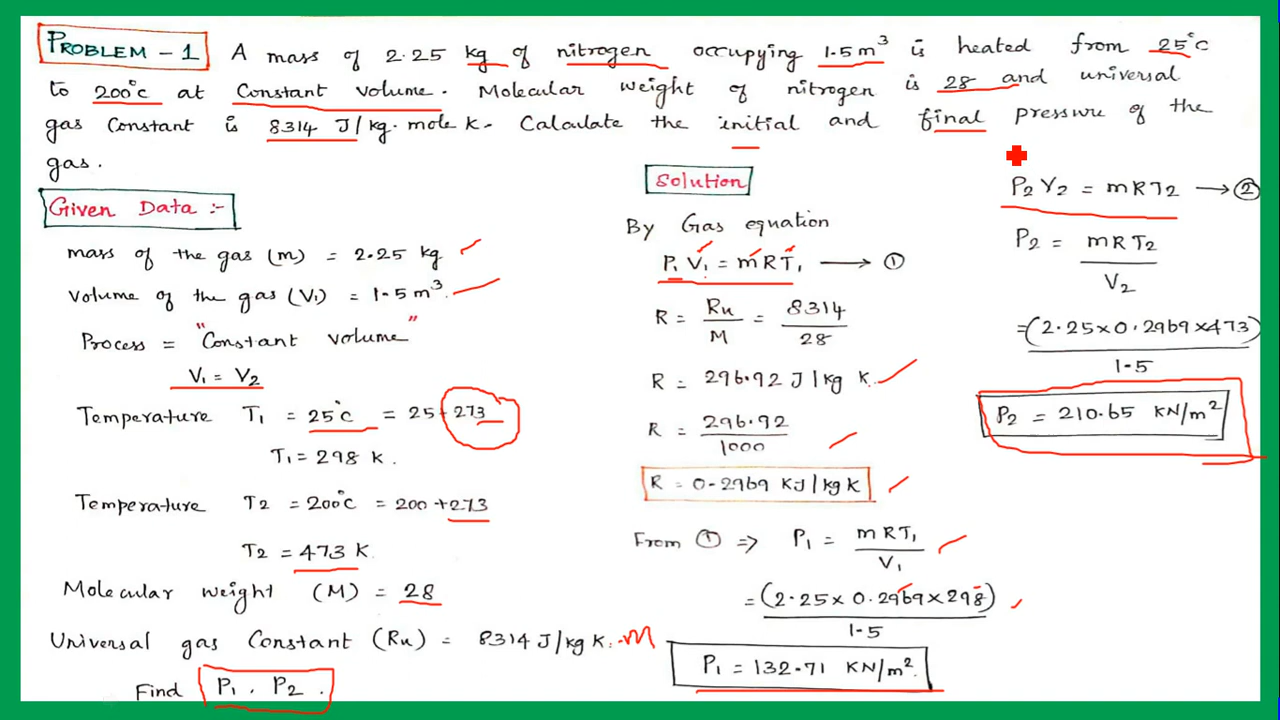 PROBLEM - 1 A mass of 2.25 kg of nitrogen occupying 1.5 m³ is heated from 25°C
to 200°c at Constant volume. Molecular weight of nitrogen is 28 and universal
gas Constant is 8314 J/kg.mole K. Calculate the initial and final pressure of the
gas.
Given Data :-
mass of the gas (m) = 2.25 kg
volume of the gas (V₁) = 1.5 m³.
Process = "Constant volume"
V₁ = V₂
Temperature T₁ = 25°c = 25+273
T₁ = 298 K.
Temperature T₂ = 200°c = 200+273
T₂ = 473 K.
Molecular weight (M) = 28
Universal gas Constant (Ru) = 8314 J/kg K. M
Find P₁, P₂.
Solution
By Gas equation
P₁ V₁ = mRT₁ → ①
R = Ru/M = 8314/28
R = 296.92 J/kg K.
R = 296.92/1000
R = 0.2969 KJ/kg K
From ① ⇒ P₁ = mRT₁/V₁
= (2.25 x 0.2969 x 298)/1.5
P₁ = 132.71 KN/m².
P₂ V₂ = mRT₂ → ②
P₂ = mRT₂/V₂
= (2.25 x 0.2969 x 473)/1.5
P₂ = 210.65 KN/m²